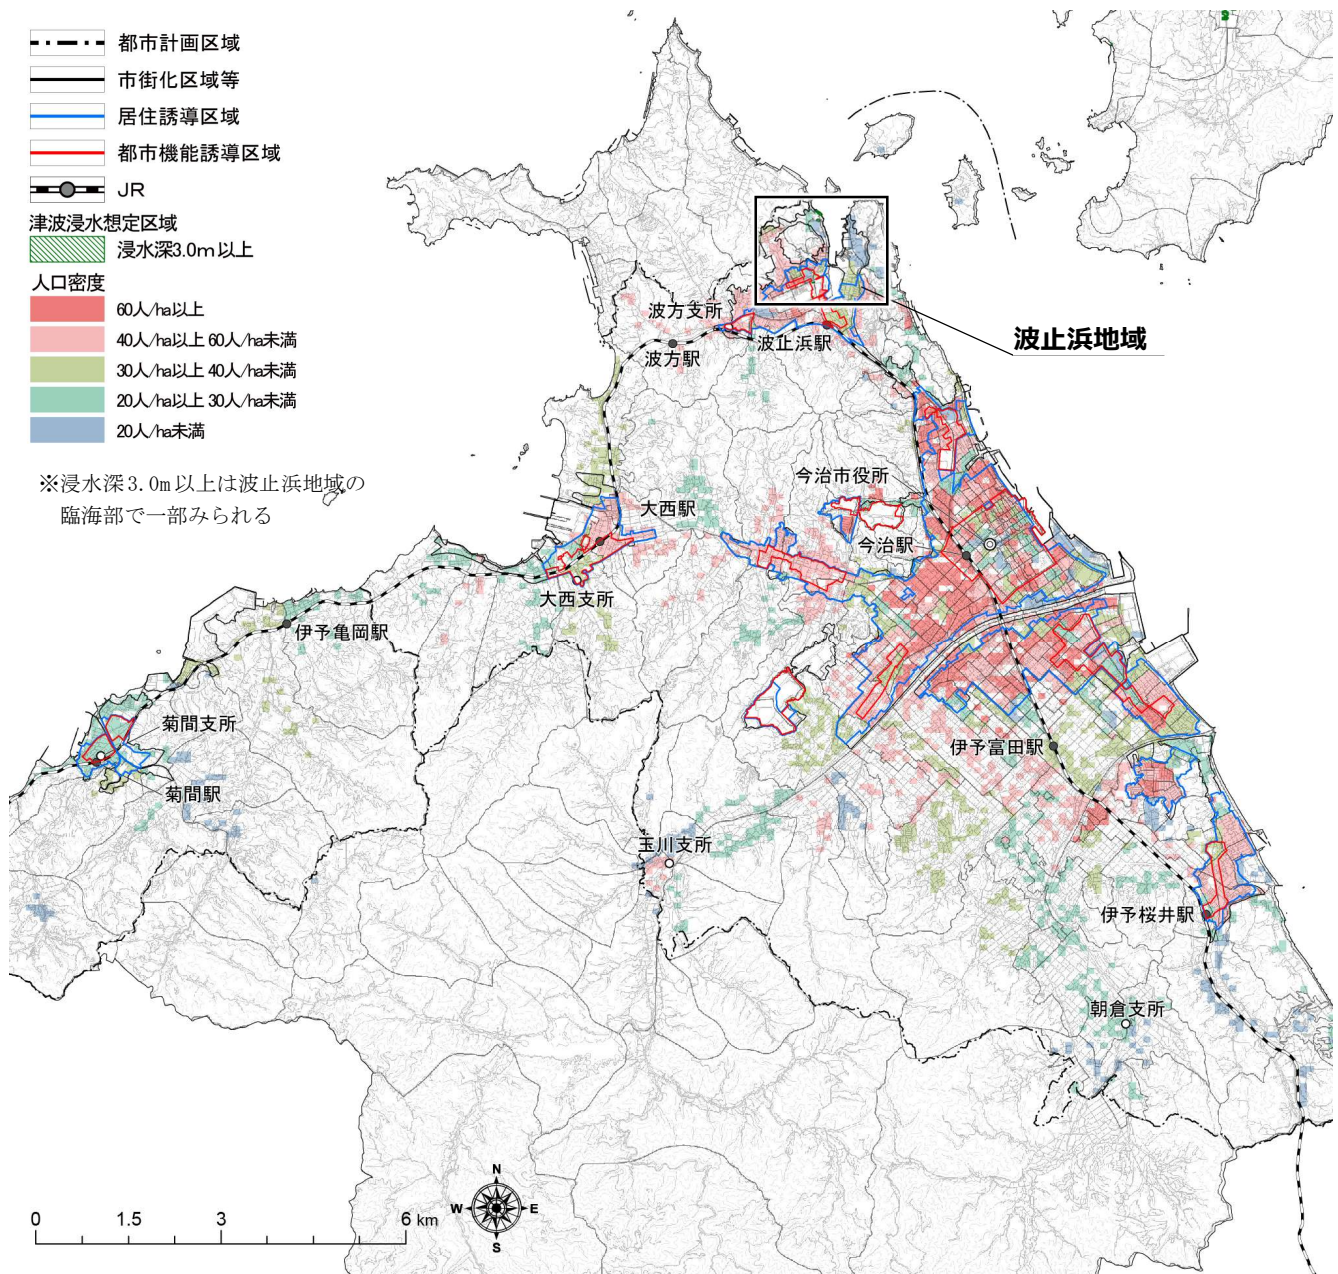 都市計画区域
市街化区域等
居住誘導区域
都市機能誘導区域
JR
津波浸水想定区域
浸水深3.0m以上
人口密度
60人/ha以上
40人/ha以上 60人/ha未満
30人/ha以上 40人/ha未満
20人/ha以上 30人/ha未満
20人/ha未満
※浸水深3.0m以上は波止浜地域の
臨海部で一部みられる
波方支所
波止浜駅
波方駅
波止浜地域
今治市役所
大西駅
今治駅
大西支所
伊予亀岡駅
菊間支所
伊予富田駅
菊間駅
玉川支所
伊予桜井駅
朝倉支所
N
W
E
S
0
1.5
3
6 km